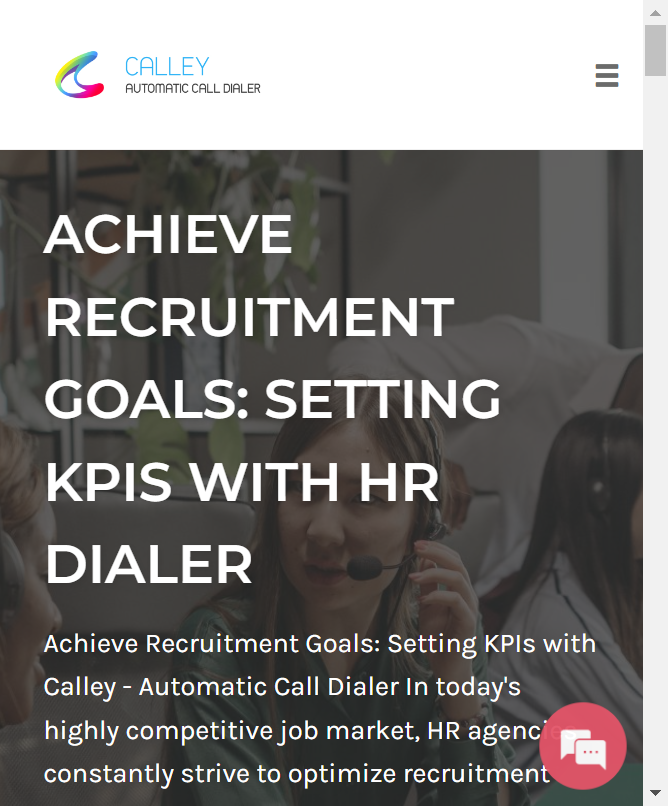 CALLEY
AUTOMATIC CALL DIALER
ACHIEVE
RECRUITMENT
GOALS: SETTING
KPIS WITH HR
DIALER
Achieve Recruitment Goals: Setting KPIs with
Calley - Automatic Call Dialer In today's
highly competitive job market, HR agencies
constantly strive to optimize recruitment